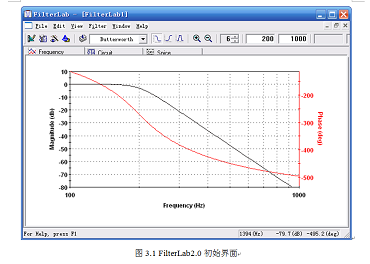 FilterLab - [FilterLab1]
File Edit View Filter Window Help
Butterworth 6 200 1000
Frequency Circuit Spice
10
0
-10
-20
-30
-40
-50
-60
-70
-80
Magnitude (db)
-200
-300
-400
-500
Phase (deg)
100 1000
Frequency (Hz)
For Help, press F1 1394(Hz) -79.7(dB) -495.2(deg)
图 3.1 FilterLab2.0 初始界面